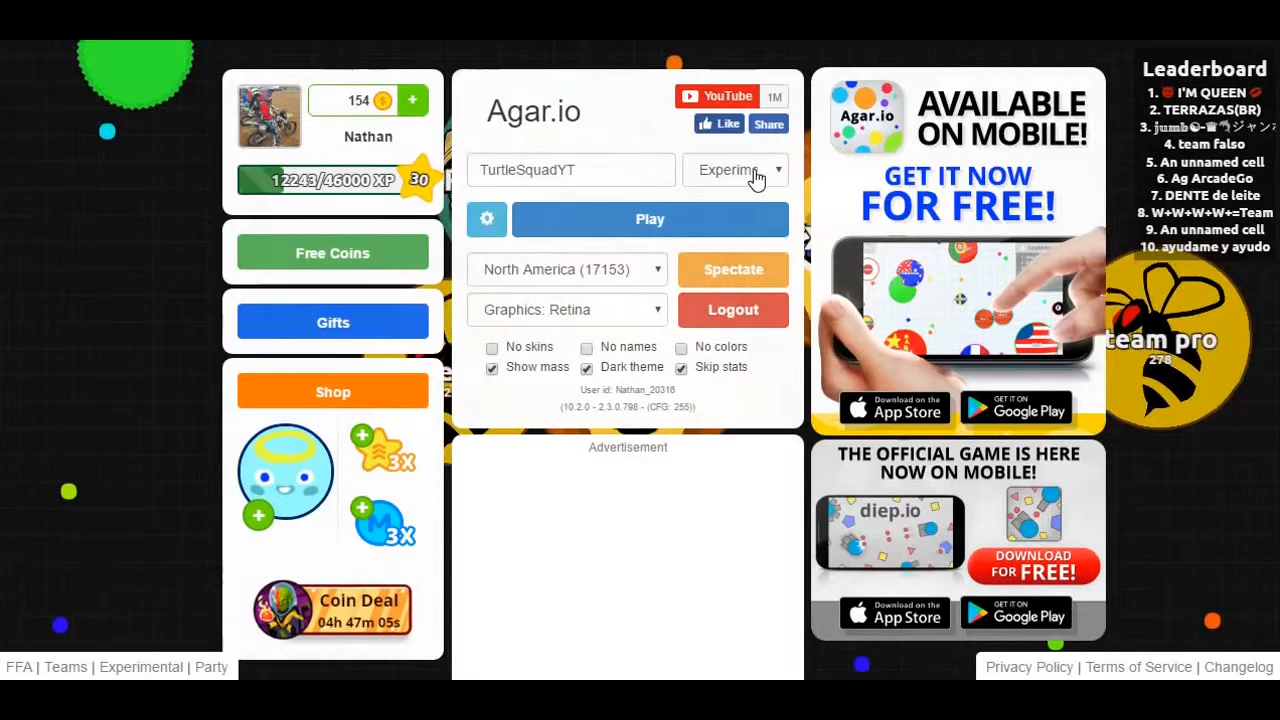 154
+
Nathan
12243/46000 XP
30
Free Coins
Gifts
Shop
3X
M
3X
Coin Deal
04h 47m 05s
Agar.io
YouTube 1M
Like Share
TurtleSquadYT
Experime
Play
North America (17153)
Spectate
Graphics: Retina
Logout
No skins No names No colors
Show mass Dark theme Skip stats
User id: Nathan_20316
(10.2.0 - 2.3.0.798 - (CFG: 255))
Advertisement
Agar.io
AVAILABLE
ON MOBILE!
GET IT NOW
FOR FREE!
Download on the
App Store
GET IT ON
Google Play
THE OFFICIAL GAME IS HERE
NOW ON MOBILE!
diep.io
DOWNLOAD
FOR FREE!
Download on the
App Store
GET IT ON
Google Play
Leaderboard
1. I'M QUEEN
2. TERRAZAS(BR)
4. team falso
5. An unnamed cell
6. Ag ArcadeGo
7. DENTE de leite
8. W+W+W+W+=Team
9. An unnamed cell
10. ayudame y ayudo
team pro
278
FFA | Teams | Experimental | Party
Privacy Policy | Terms of Service | Changelog